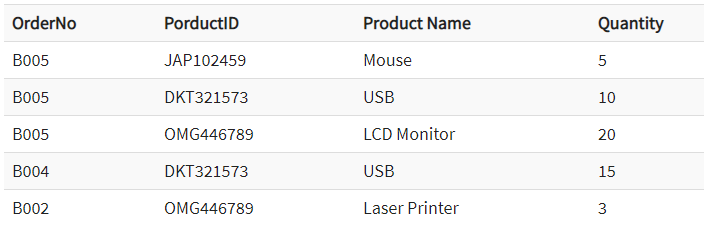 OrderNo PorductID Product Name Quantity
B005 JAP102459 Mouse 5
B005 DKT321573 USB 10
B005 OMG446789 LCD Monitor 20
B004 DKT321573 USB 15
B002 OMG446789 Laser Printer 3